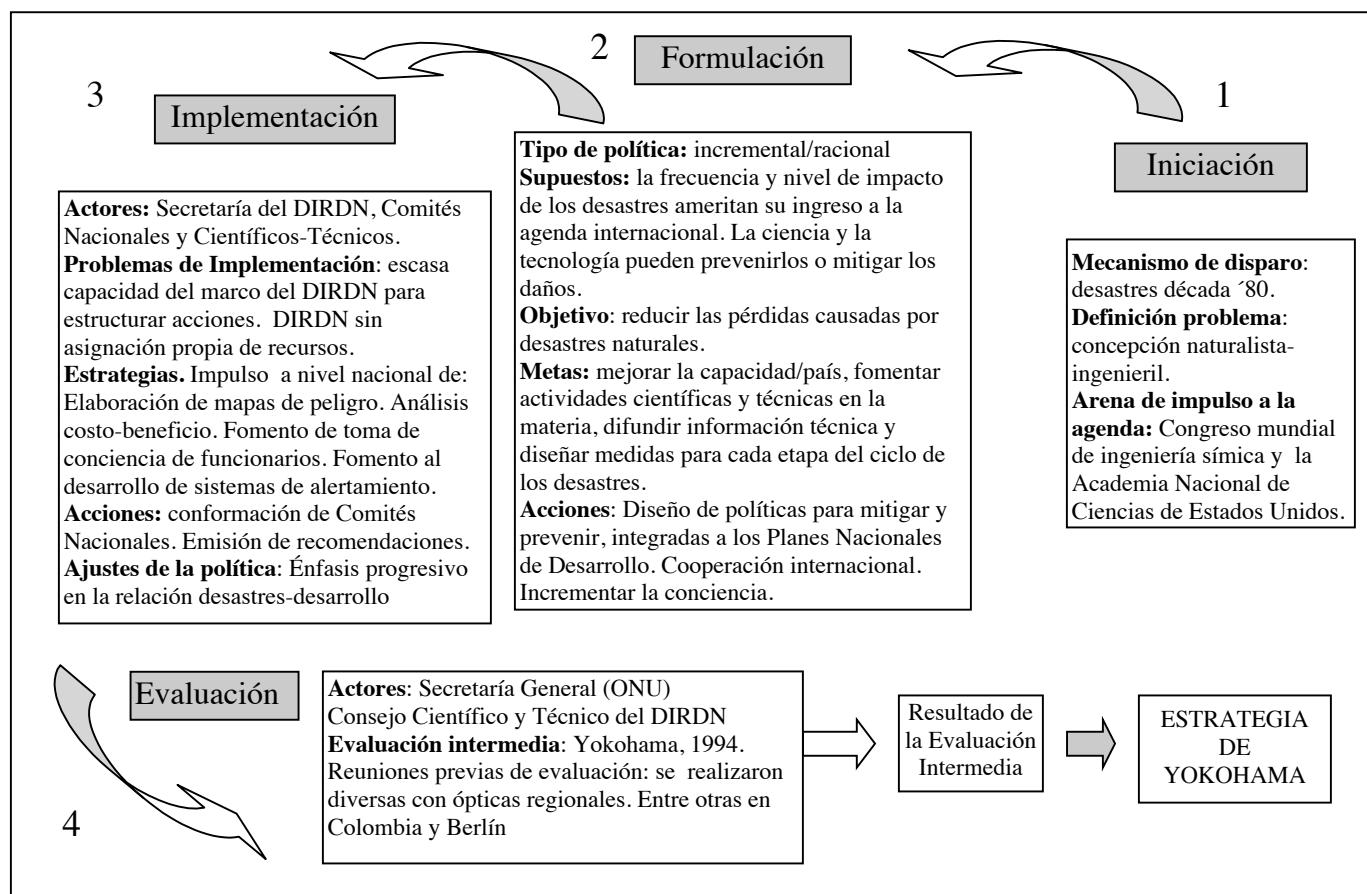 1
Iniciación
Mecanismo de disparo:
desastres década ´80.
Definición problema:
concepción naturalista-
ingenieril.
Arena de impulso a la
agenda: Congreso mundial
de ingeniería símica y la
Academia Nacional de
Ciencias de Estados Unidos.
2
Formulación
Tipo de política: incremental/racional
Supuestos: la frecuencia y nivel de impacto
de los desastres ameritan su ingreso a la
agenda internacional. La ciencia y la
tecnología pueden prevenirlos o mitigar los
daños.
Objetivo: reducir las pérdidas causadas por
desastres naturales.
Metas: mejorar la capacidad/país, fomentar
actividades científicas y técnicas en la
materia, difundir información técnica y
diseñar medidas para cada etapa del ciclo de
los desastres.
Acciones: Diseño de políticas para mitigar y
prevenir, integradas a los Planes Nacionales
de Desarrollo. Cooperación internacional.
Incrementar la conciencia.
3
Implementación
Actores: Secretaría del DIRDN, Comités
Nacionales y Científicos-Técnicos.
Problemas de Implementación: escasa
capacidad del marco del DIRDN para
estructurar acciones. DIRDN sin
asignación propia de recursos.
Estrategias. Impulso a nivel nacional de:
Elaboración de mapas de peligro. Análisis
costo-beneficio. Fomento de toma de
conciencia de funcionarios. Fomento al
desarrollo de sistemas de alertamiento.
Acciones: conformación de Comités
Nacionales. Emisión de recomendaciones.
Ajustes de la política: Énfasis progresivo
en la relación desastres-desarrollo
4
Evaluación
Actores: Secretaría General (ONU)
Consejo Científico y Técnico del DIRDN
Evaluación intermedia: Yokohama, 1994.
Reuniones previas de evaluación: se realizaron
diversas con ópticas regionales. Entre otras en
Colombia y Berlín
Resultado de
la Evaluación
Intermedia
ESTRATEGIA
DE
YOKOHAMA